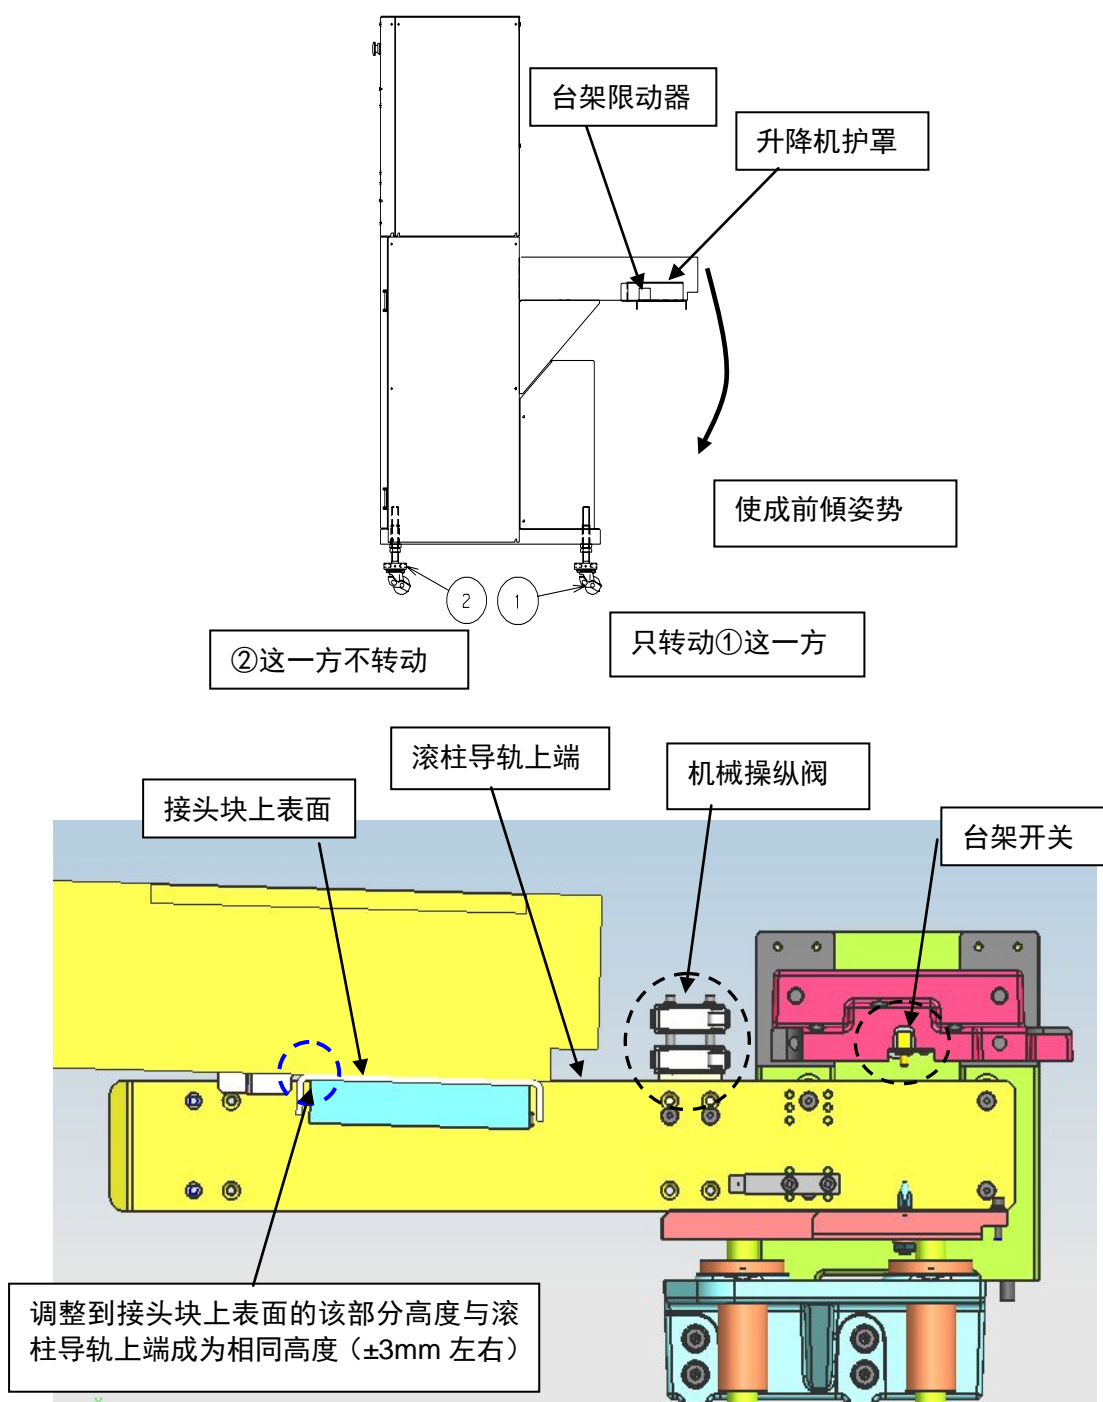 台架限动器
升降机护罩
使成前傾姿势
2
1
②这一方不转动
只转动①这一方
滚柱导轨上端
机械操纵阀
接头块上表面
台架开关
调整到接头块上表面的该部分高度与滚
柱导轨上端成为相同高度（±3mm 左右）